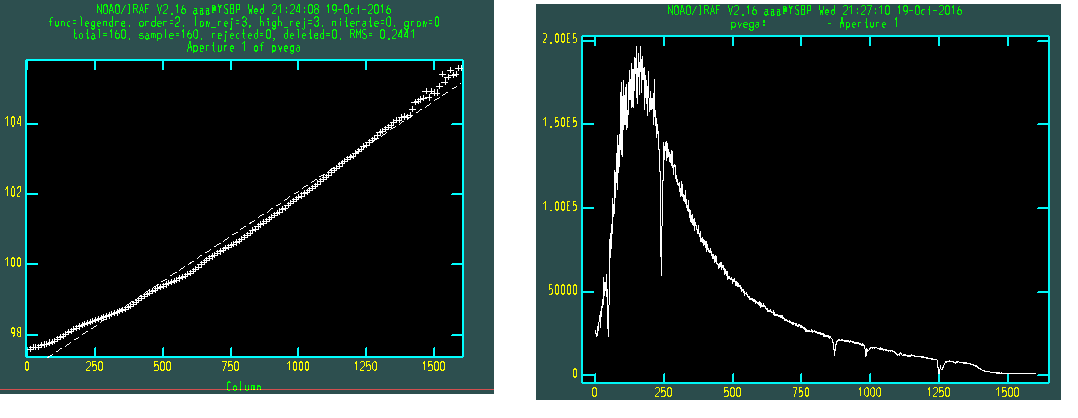 NOAO/IRAF V2.16 aaa@YSBP Wed 21:24:08 19-Oct-2016
func=legendre, order=2, low_rej=3, high_rej=3, niterate=0, grow=0
total=160, sample=160, rejected=0, deleted=0, RMS= 0.2441
Aperture 1 of pvega
104
102
100
98
0 250 500 750 1000 1250 1500
Column
NOAO/IRAF V2.16 aaa@YSBP Wed 21:27:10 19-Oct-2016
pvega: - Aperture 1
2.00E5
1.50E5
1.00E5
50000
0
0 250 500 750 1000 1250 1500